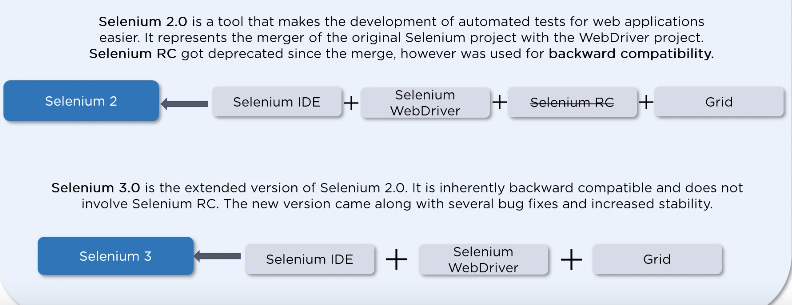 Selenium 2.0 is a tool that makes the development of automated tests for web applications
easier. It represents the merger of the original Selenium project with the WebDriver project.
Selenium RC got deprecated since the merge, however was used for backward compatibility.
Selenium 2
Selenium IDE
+
Selenium
WebDriver
+
Selenium RC
+
Grid
Selenium 3.0 is the extended version of Selenium 2.0. It is inherently backward compatible and does not
involve Selenium RC. The new version came along with several bug fixes and increased stability.
Selenium 3
Selenium IDE
+
Selenium
WebDriver
+
Grid